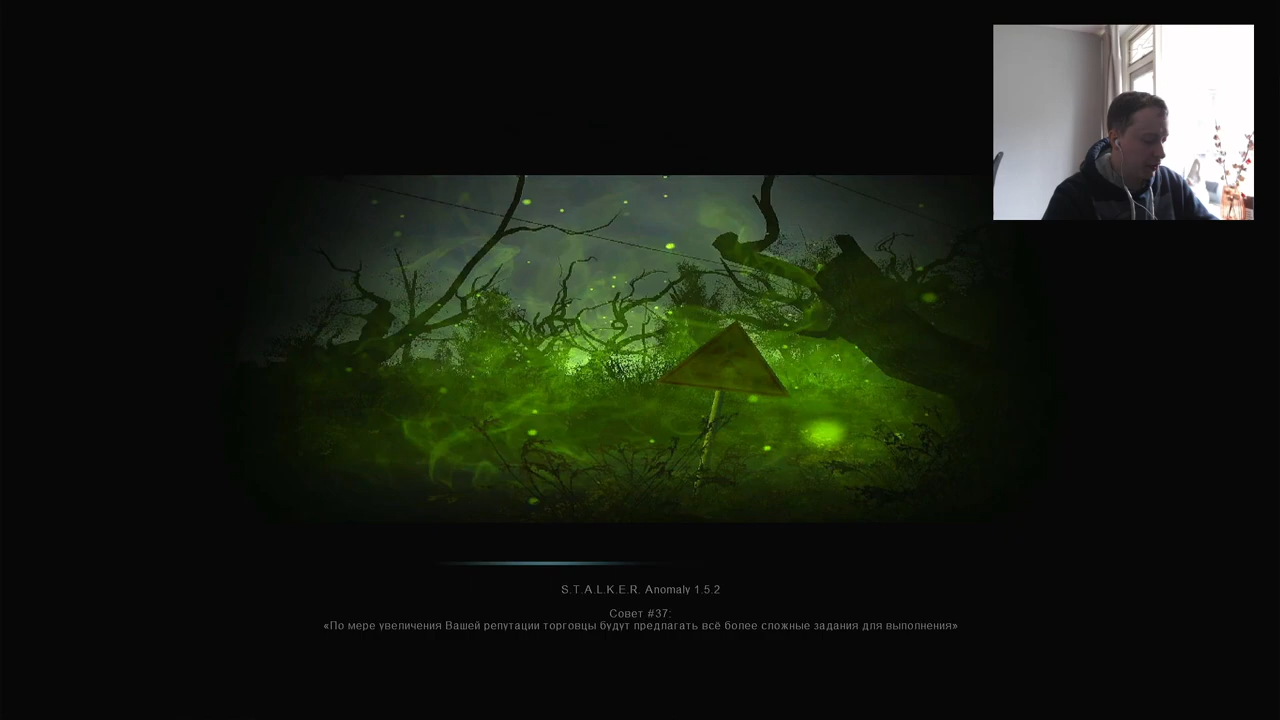 S.T.A.L.K.E.R. Anomaly 1.5.2
Совет #37:
«По мере увеличения Вашей репутации торговцы будут предлагать всё более сложные задания для выполнения»